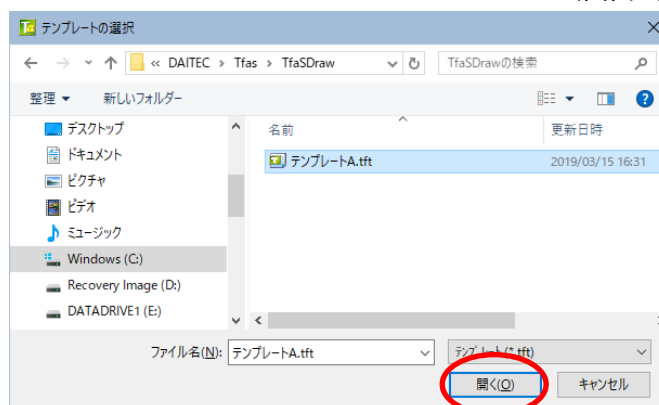 テンプレートの選択
« DAITEC › Tfas › TfaSDraw
TfaSDrawの検索
整理 ▼ 新しいフォルダー
デスクトップ
ドキュメント
ピクチャ
ビデオ
ミュージック
Windows (C:)
Recovery Image (D:)
DATADRIVE1 (E:)
名前 更新日時
テンプレートA.tft 2019/03/15 16:31
ファイル名(N): テンプレートA.tft
テンプレート(*.tft)
開く(O) キャンセル